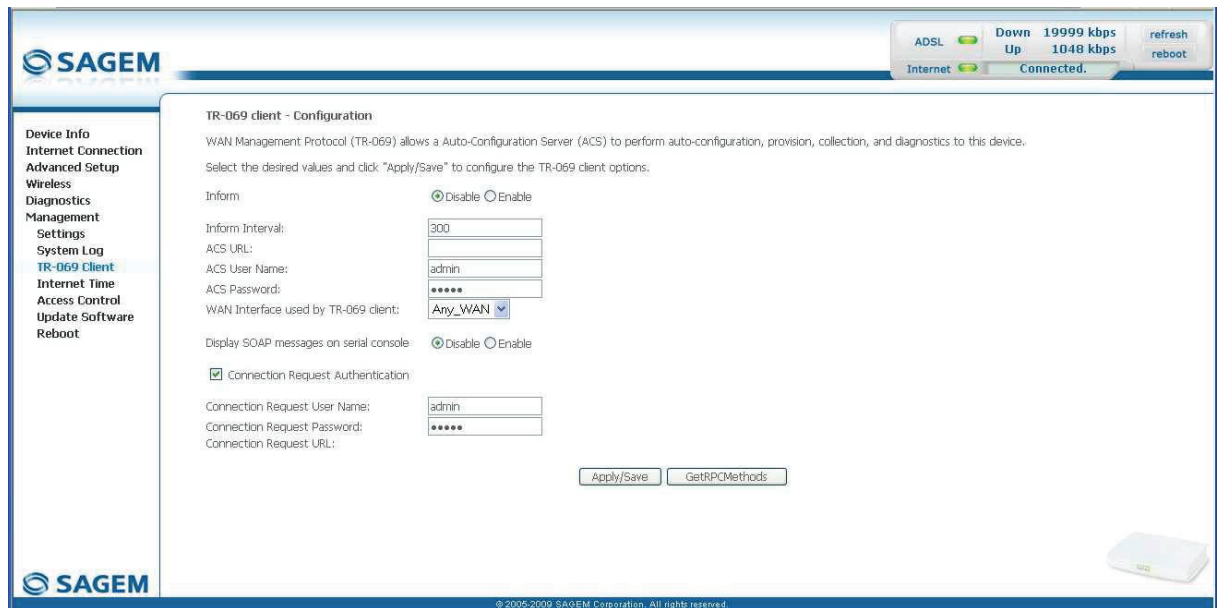 SAGEM
ADSL
Down 19999 kbps
Up 1048 kbps
refresh
reboot
Internet
Connected.
Device Info
Internet Connection
Advanced Setup
Wireless
Diagnostics
Management
Settings
System Log
TR-069 Client
Internet Time
Access Control
Update Software
Reboot
TR-069 client - Configuration
WAN Management Protocol (TR-069) allows a Auto-Configuration Server (ACS) to perform auto-configuration, provision, collection, and diagnostics to this device.
Select the desired values and click "Apply/Save" to configure the TR-069 client options.
Inform Disable Enable
Inform Interval: 300
ACS URL:
ACS User Name: admin
ACS Password: •••••
WAN Interface used by TR-069 client: Any_WAN
Display SOAP messages on serial console Disable Enable
Connection Request Authentication
Connection Request User Name: admin
Connection Request Password: •••••
Connection Request URL:
Apply/Save GetRPCMethods
SAGEM
© 2005-2009 SAGEM Corporation. All rights reserved.